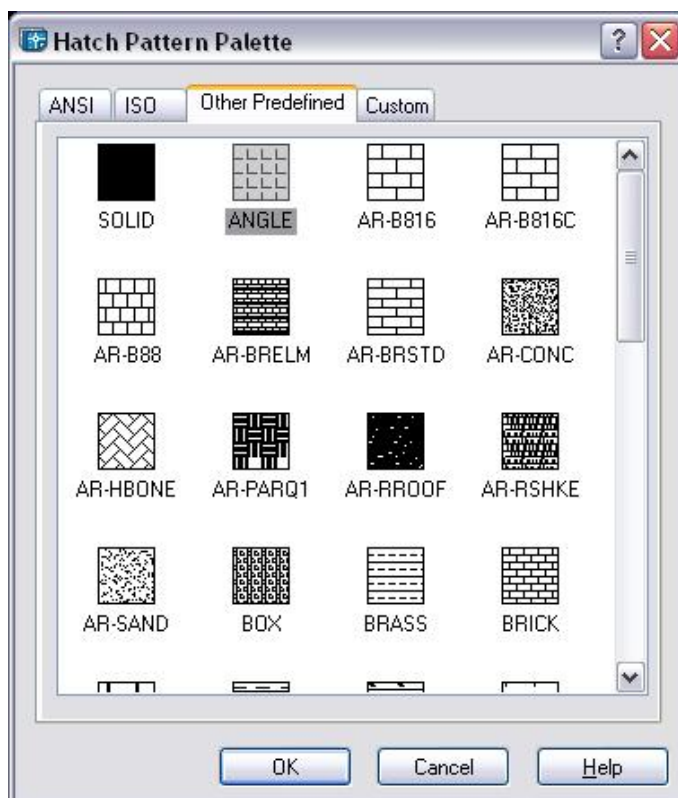 Hatch Pattern Palette
?
ANSI ISO Other Predefined Custom
SOLID ANGLE AR-B816 AR-B816C
AR-B88 AR-BRELM AR-BRSTD AR-CONC
AR-HBONE AR-PARQ1 AR-RROOF AR-RSHKE
AR-SAND BOX BRASS BRICK
OK Cancel Help